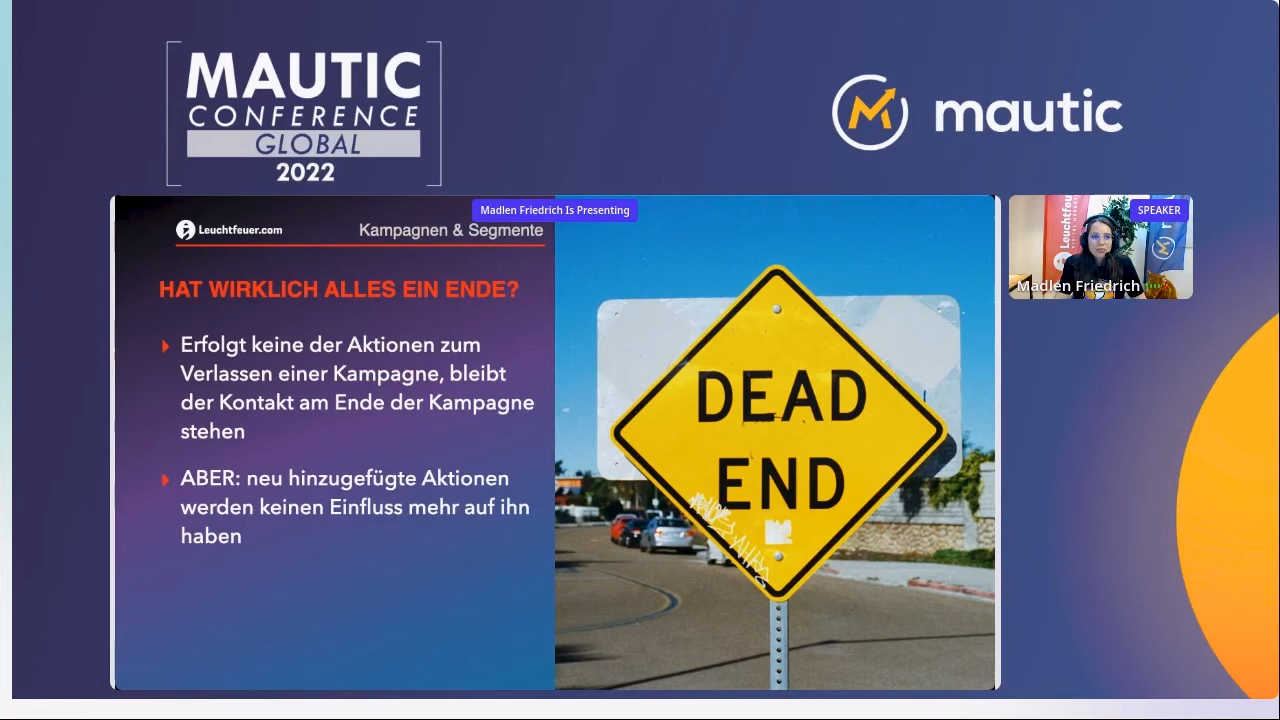 MAUTIC
CONFERENCE
GLOBAL
2022
mautic
Madlen Friedrich Is Presenting
Leuchtfeuer.com
Kampagnen & Segmente
HAT WIRKLICH ALLES EIN ENDE?
Erfolgt keine der Aktionen zum
Verlassen einer Kampagne, bleibt
der Kontakt am Ende der Kampagne
stehen
ABER: neu hinzugefügte Aktionen
werden keinen Einfluss mehr auf ihn
haben
DEAD
END
SPEAKER
Leuchtfeu
Madlen Friedrich